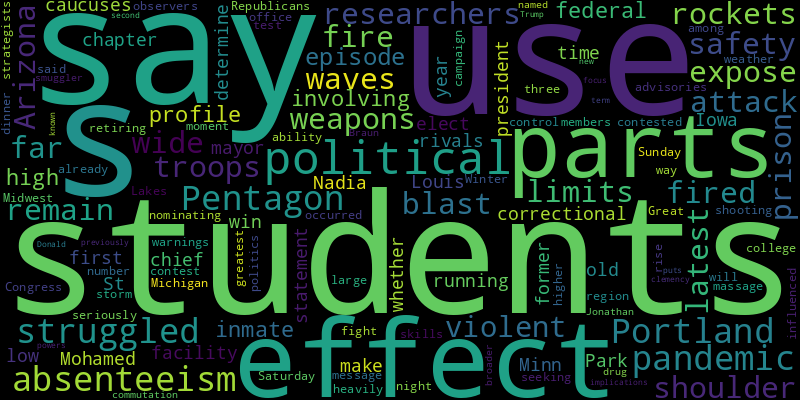 strategists caucuses observers Republicans researchers named Trump federal rockets
Arizona say second office determine test fire use among safety
chapter episode time year campaign new weather expose
said smuggler profile waves president three focus advisories attack
dinner known retiring moment involving weapons elect control members term contested Iowa
S wide mayor ability Braun rivals parts Sunday way prison
far already troops political limits
high Lakes Nadia Louis Winter fired
Midwest Pentagon blast correctional Great shooting
remain nominating win occurred
students
Donald previously warnings greatest politics statement whether former higher old rise puts clemency latest college
first number chief large running region will massage
Congress St contest Michigan
storm seriously Jonathan influenced
struggled inmate fight skills violent Minn Portland
low powers Mohamed facility effect make broader seeking Park drug pandemic
absenteeism Saturday message heavily night implications shoulder
commutation